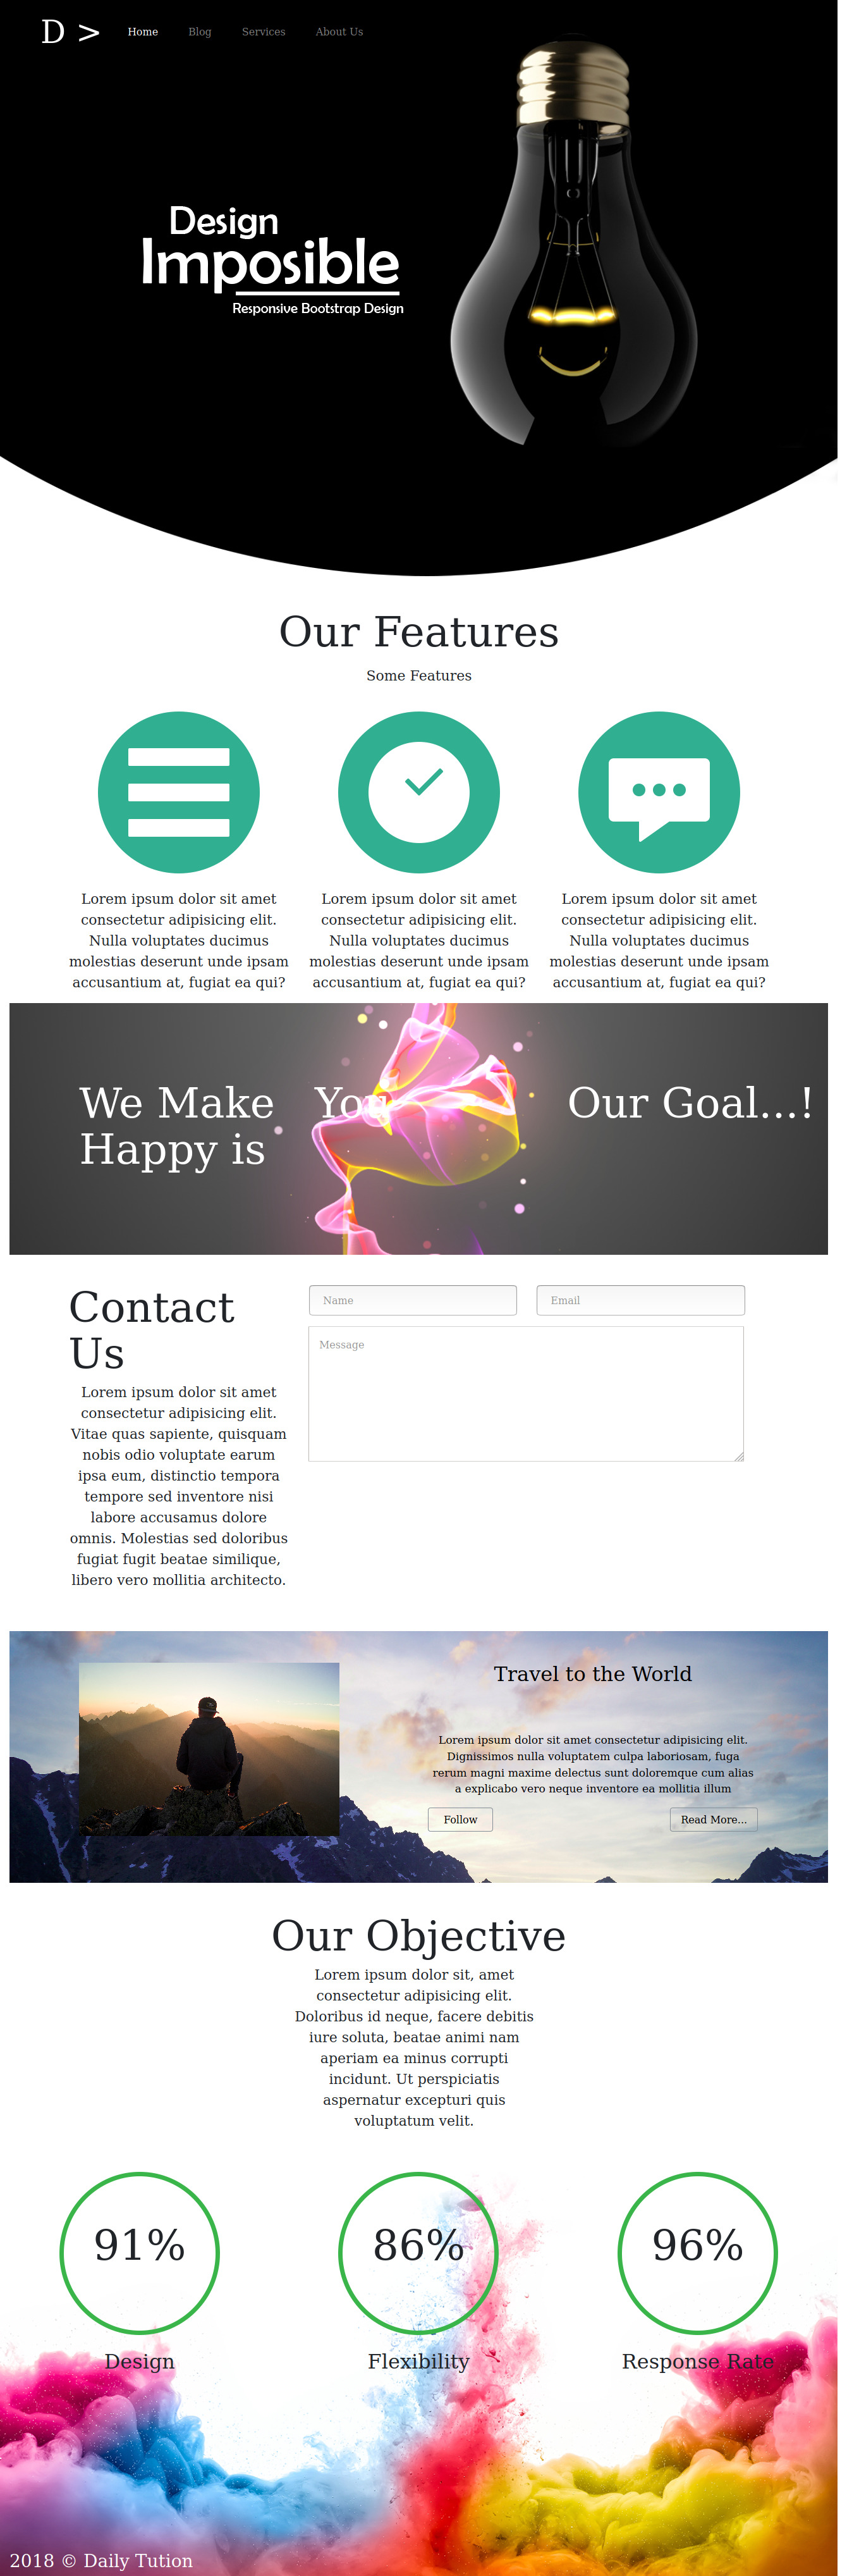 D >
Home Blog Services About Us
Design
Imposible
Responsive Bootstrap Design
Our Features
Some Features
Lorem ipsum dolor sit amet
consectetur adipisicing elit.
Nulla voluptates ducimus
molestias deserunt unde ipsam
accusantium at, fugiat ea qui?
Lorem ipsum dolor sit amet
consectetur adipisicing elit.
Nulla voluptates ducimus
molestias deserunt unde ipsam
accusantium at, fugiat ea qui?
Lorem ipsum dolor sit amet
consectetur adipisicing elit.
Nulla voluptates ducimus
molestias deserunt unde ipsam
accusantium at, fugiat ea qui?
We Make You Our Goal...!
Happy is
Contact
Us
Lorem ipsum dolor sit amet
consectetur adipisicing elit.
Vitae quas sapiente, quisquam
nobis odio voluptate earum
ipsa eum, distinctio tempora
tempore sed inventore nisi
labore accusamus dolore
omnis. Molestias sed doloribus
fugiat fugit beatae similique,
libero vero mollitia architecto.
Name
Email
Message
Travel to the World
Lorem ipsum dolor sit amet consectetur adipisicing elit.
Dignissimos nulla voluptatem culpa laboriosam, fuga
rerum magni maxime delectus sunt doloremque cum alias
a explicabo vero neque inventore ea mollitia illum
Follow
Read More...
Our Objective
Lorem ipsum dolor sit, amet
consectetur adipisicing elit.
Doloribus id neque, facere debitis
iure soluta, beatae animi nam
aperiam ea minus corrupti
incidunt. Ut perspiciatis
aspernatur excepturi quis
voluptatum velit.
91%
Design
86%
Flexibility
96%
Response Rate
2018 © Daily Tution